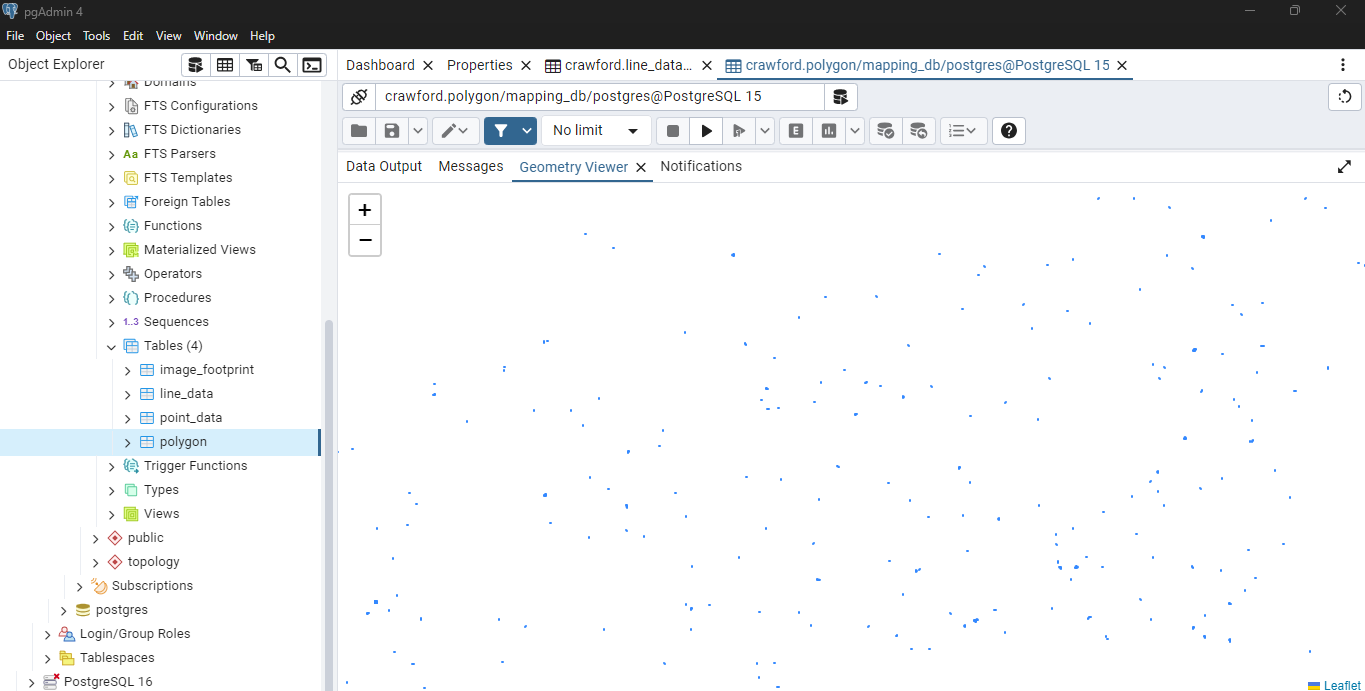 pgAdmin 4
File Object Tools Edit View Window Help
Object Explorer
Dashboard
Properties
crawford.line_data...
crawford.polygon/mapping_db/postgres@PostgreSQL 15
crawford.polygon/mapping_db/postgres@PostgreSQL 15
No limit
E
Data Output Messages Geometry Viewer Notifications
+
−
Domains
FTS Configurations
FTS Dictionaries
Aa FTS Parsers
FTS Templates
Foreign Tables
Functions
Materialized Views
Operators
Procedures
1..3 Sequences
Tables (4)
image_footprint
line_data
point_data
polygon
Trigger Functions
Types
Views
public
topology
Subscriptions
postgres
Login/Group Roles
Tablespaces
PostgreSQL 16
Leaflet